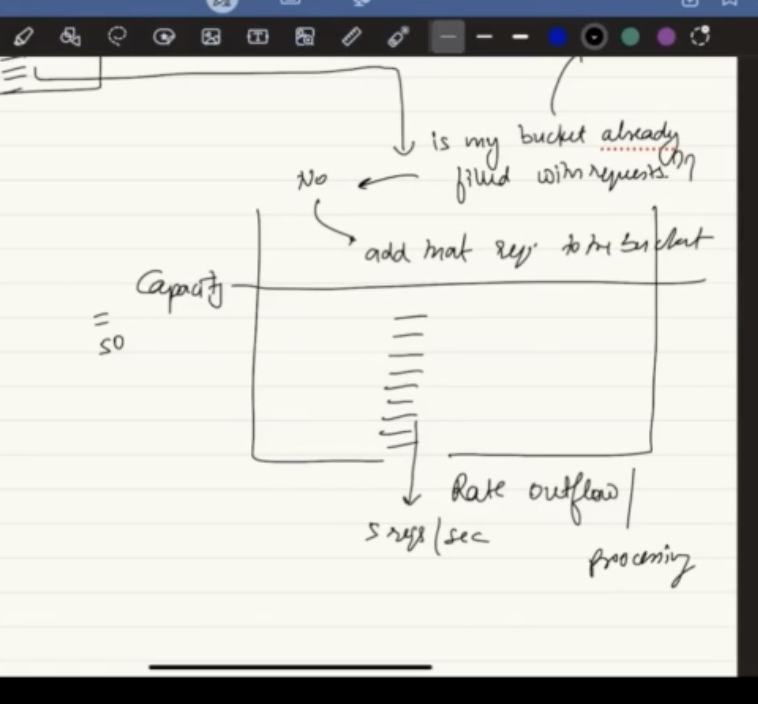 is my bucket already
No filled with requests?
add that req. to the bucket
Capacity
=
50
Rate outflow/
5 reqs/sec
processing